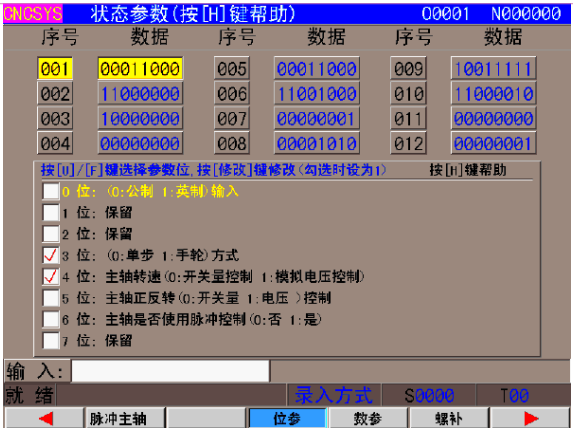 CNCSYS 状态参数(按[H]键帮助) O0001 N000000
序号 数据 序号 数据 序号 数据
001 00011000 005 00011000 009 10011111
002 11000000 006 11001000 010 11000010
003 10000000 007 00000001 011 00000000
004 00000000 008 00001010 012 00000001
按[U]/[F]键选择参数位,按[修改]键修改(勾选时设为1) 按[H]键帮助
0 位: (0:公制 1:英制)输入
1 位: 保留
2 位: 保留
3 位: (0:单步 1:手轮)方式
4 位: 主轴转速(0:开关量控制 1:模拟电压控制)
5 位: 主轴正反转(0:开关量 1:电压 )控制
6 位: 主轴是否使用脉冲控制(0:否 1:是)
7 位: 保留
输 入:
就 绪 录入方式 S0000 T00
脉冲主轴 位参 数参 螺补